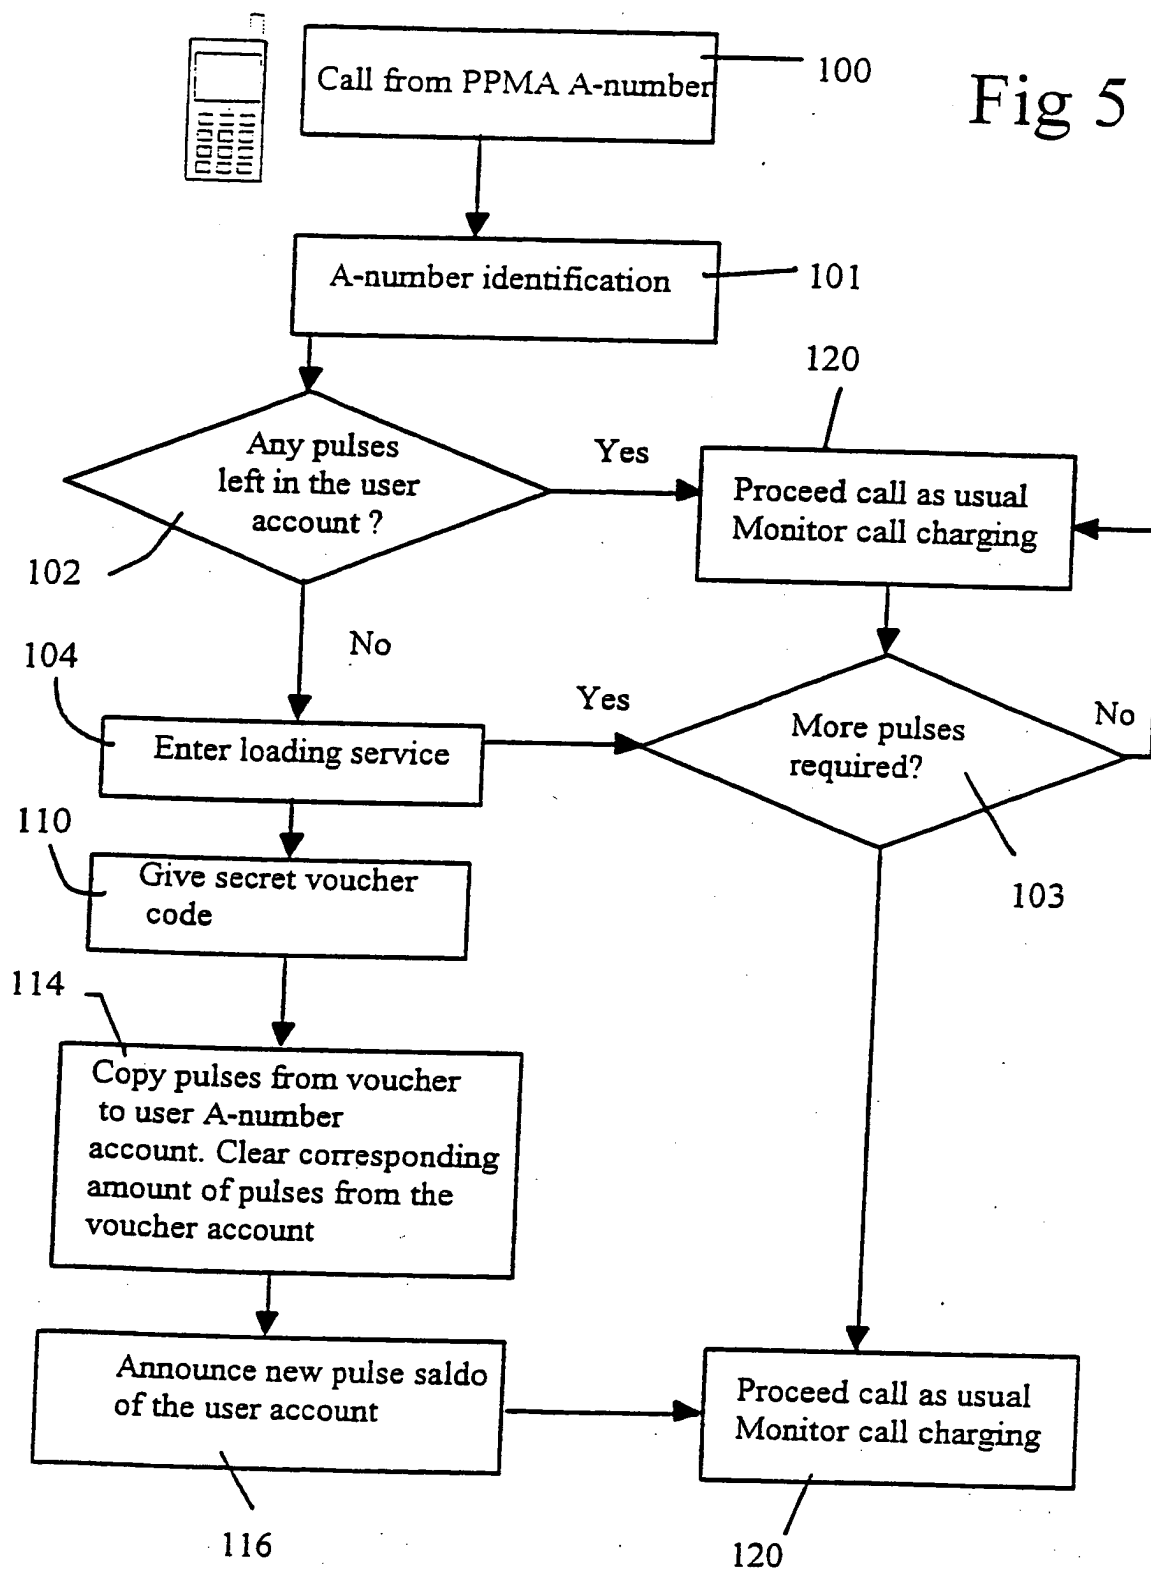 Fig 5
Call from PPMA A-number
100
A-number identification
101
120
Any pulses
left in the user
account ?
102
Yes
Proceed call as usual
Monitor call charging
No
104
Enter loading service
Yes
More pulses
required?
No
103
110
Give secret voucher
code
114
Copy pulses from voucher
to user A-number
account. Clear corresponding
amount of pulses from the
voucher account
Announce new pulse saldo
of the user account
116
Proceed call as usual
Monitor call charging
120